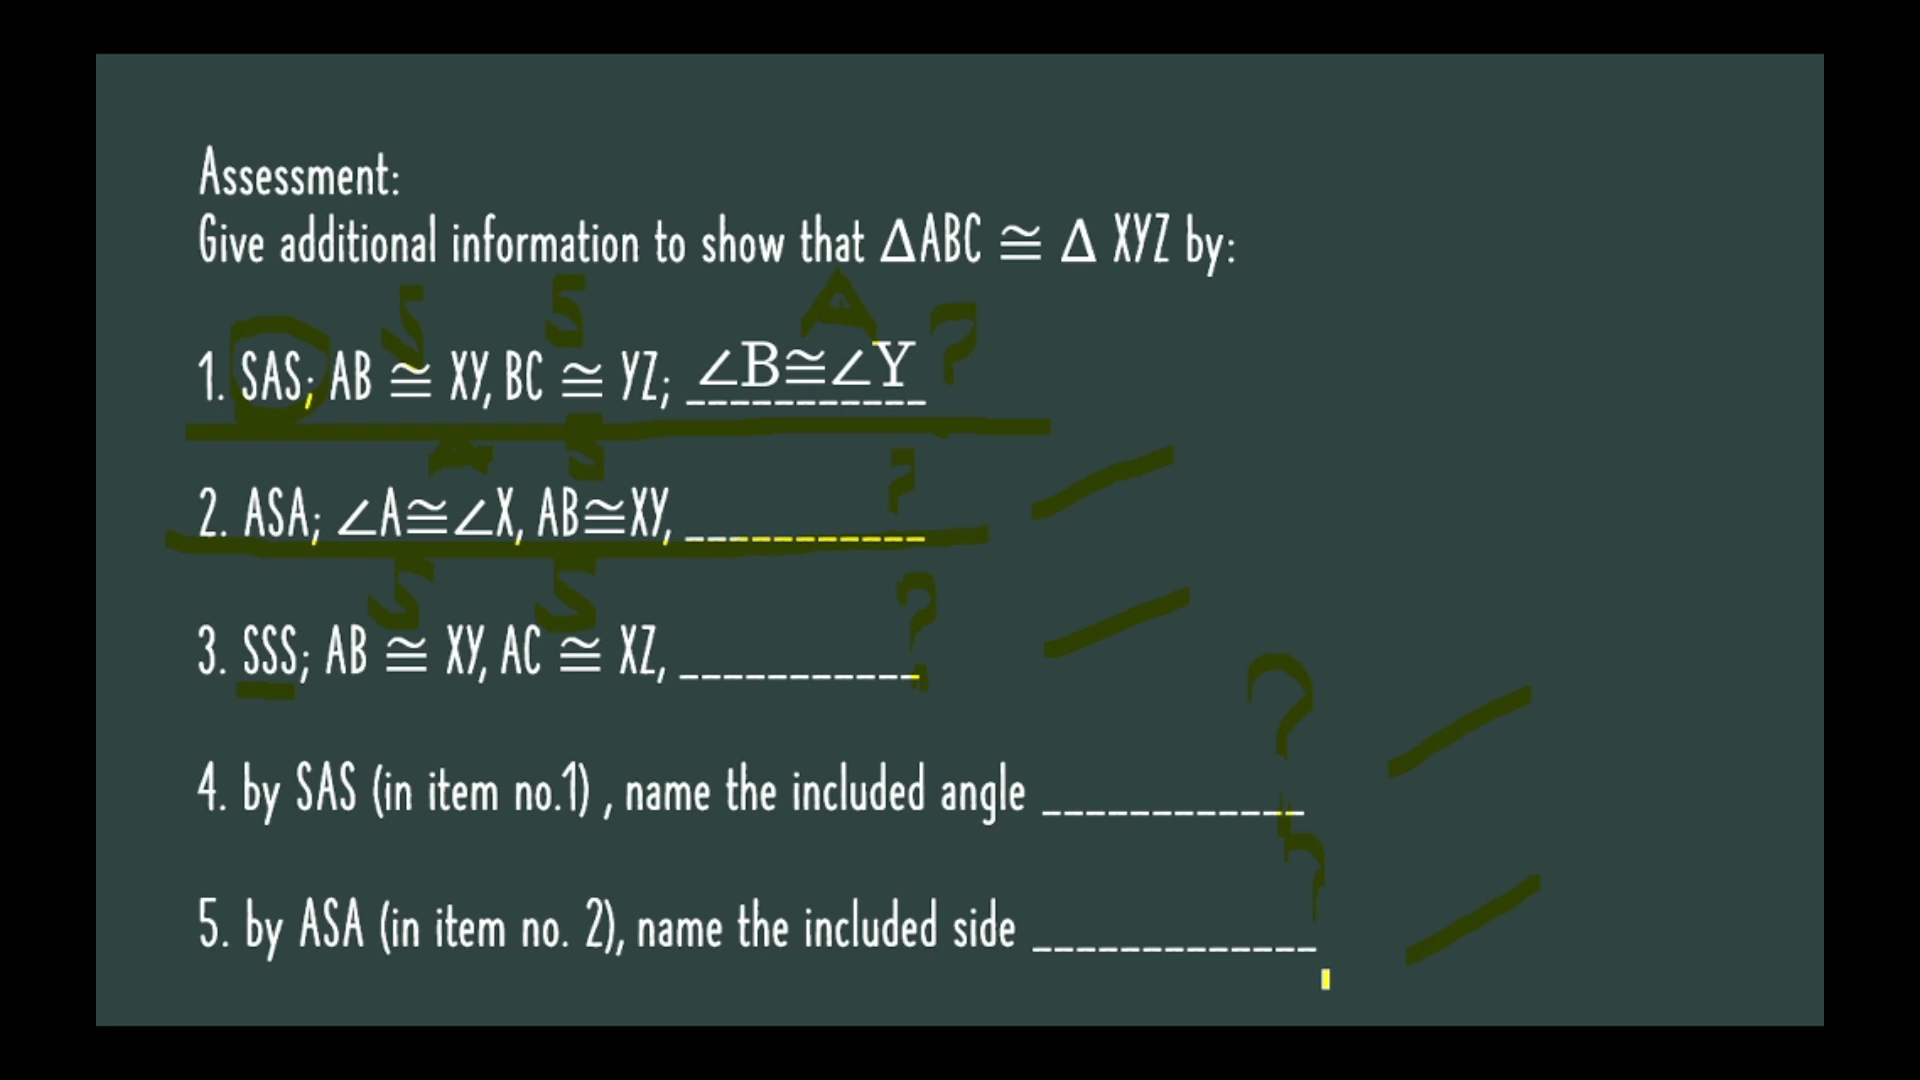 Assessment:
Give additional information to show that ΔABC ≅ Δ XYZ by:
S S A ?
1. SAS; AB ≅ XY, BC ≅ YZ; ∠B≅∠Y
A S ?
2. ASA; ∠A≅∠X, AB≅XY, ___________
S S ?
3. SSS; AB ≅ XY, AC ≅ XZ, ___________
?
4. by SAS (in item no.1) , name the included angle ____________
?
5. by ASA (in item no. 2), name the included side _____________